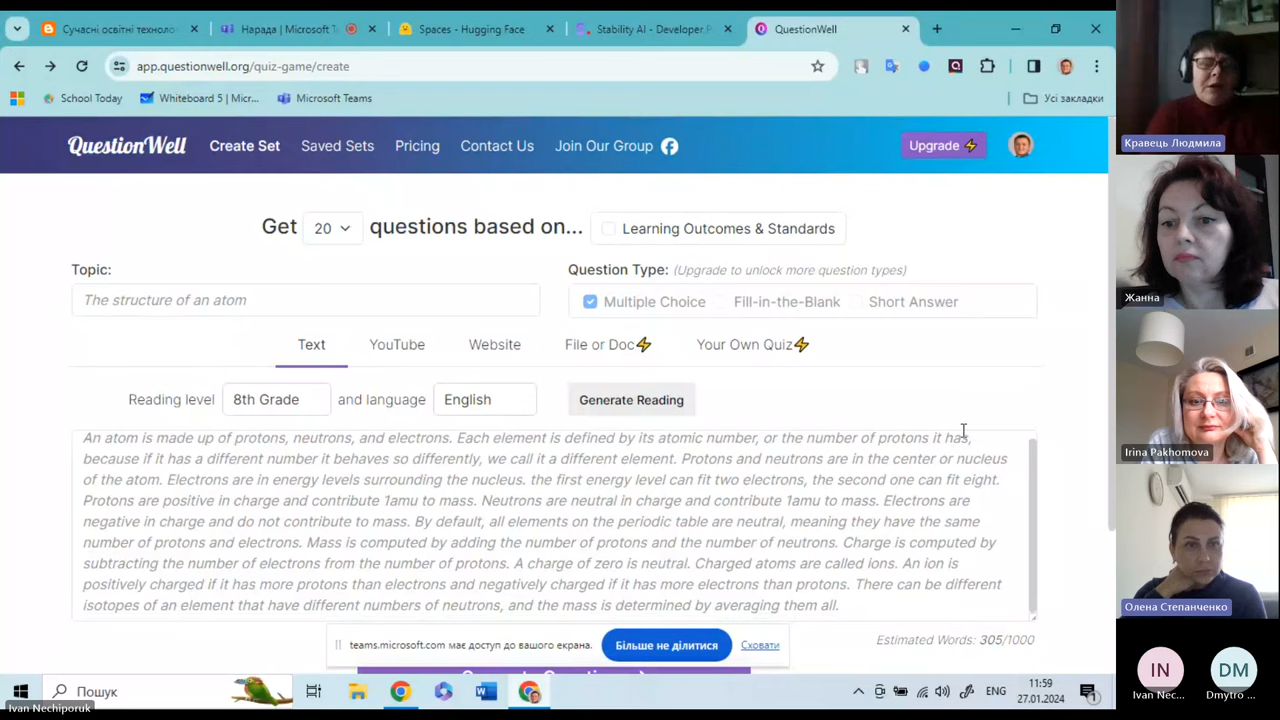 Сучасні освітні техноло
Нарада | Microsoft T
Spaces - Hugging Face
Stability AI - Developer P
QuestionWell
app.questionwell.org/quiz-game/create
School Today
Whiteboard 5 | Micr...
Microsoft Teams
Усі закладки
QuestionWell
Create Set
Saved Sets
Pricing
Contact Us
Join Our Group
Upgrade
Get 20 questions based on...
Learning Outcomes & Standards
Topic:
Question Type: (Upgrade to unlock more question types)
The structure of an atom
Multiple Choice
Fill-in-the-Blank
Short Answer
Text
YouTube
Website
File or Doc
Your Own Quiz
Reading level 8th Grade and language English
Generate Reading
An atom is made up of protons, neutrons, and electrons. Each element is defined by its atomic number, or the number of protons it has,
because if it has a different number it behaves so differently, we call it a different element. Protons and neutrons are in the center or nucleus
of the atom. Electrons are in energy levels surrounding the nucleus. the first energy level can fit two electrons, the second one can fit eight.
Protons are positive in charge and contribute 1amu to mass. Neutrons are neutral in charge and contribute 1amu to mass. Electrons are
negative in charge and do not contribute to mass. By default, all elements on the periodic table are neutral, meaning they have the same
number of protons and electrons. Mass is computed by adding the number of protons and the number of neutrons. Charge is computed by
subtracting the number of electrons from the number of protons. A charge of zero is neutral. Charged atoms are called ions. An ion is
positively charged if it has more protons than electrons and negatively charged if it has more electrons than protons. There can be different
isotopes of an element that have different numbers of neutrons, and the mass is determined by averaging them all.
Estimated Words: 305/1000
teams.microsoft.com має доступ до вашого екрана.
Більше не ділитися
Сховати
Пошук
ENG
11:59
27.01.2024
1
Ivan Nechiporuk
Кравець Людмила
Жанна
Irina Pakhomova
Олена Степанченко
IN
Ivan Nec...
DM
Dmytro ...